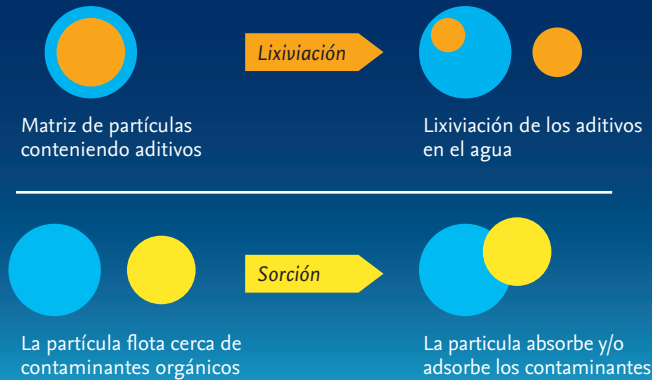 Lixiviación
Matriz de partículas
conteniendo aditivos
Lixiviación de los aditivos
en el agua
Sorción
La partícula flota cerca de
contaminantes orgánicos
La particula absorbe y/o
adsorbe los contaminantes